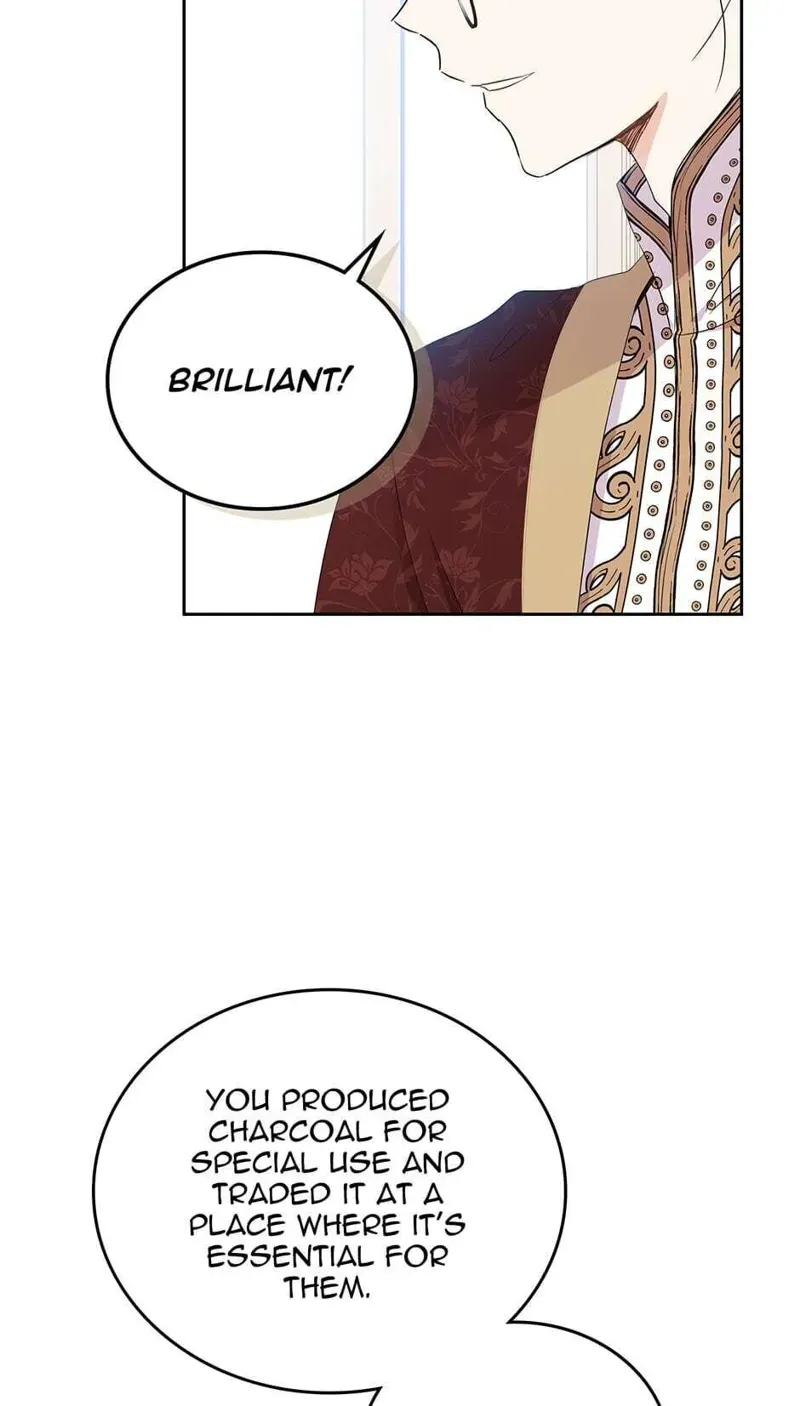 BRILLIANT!
YOU PRODUCED
CHARCOAL FOR
SPECIAL USE AND
TRADED IT AT A
PLACE WHERE IT'S
ESSENTIAL FOR
THEM.